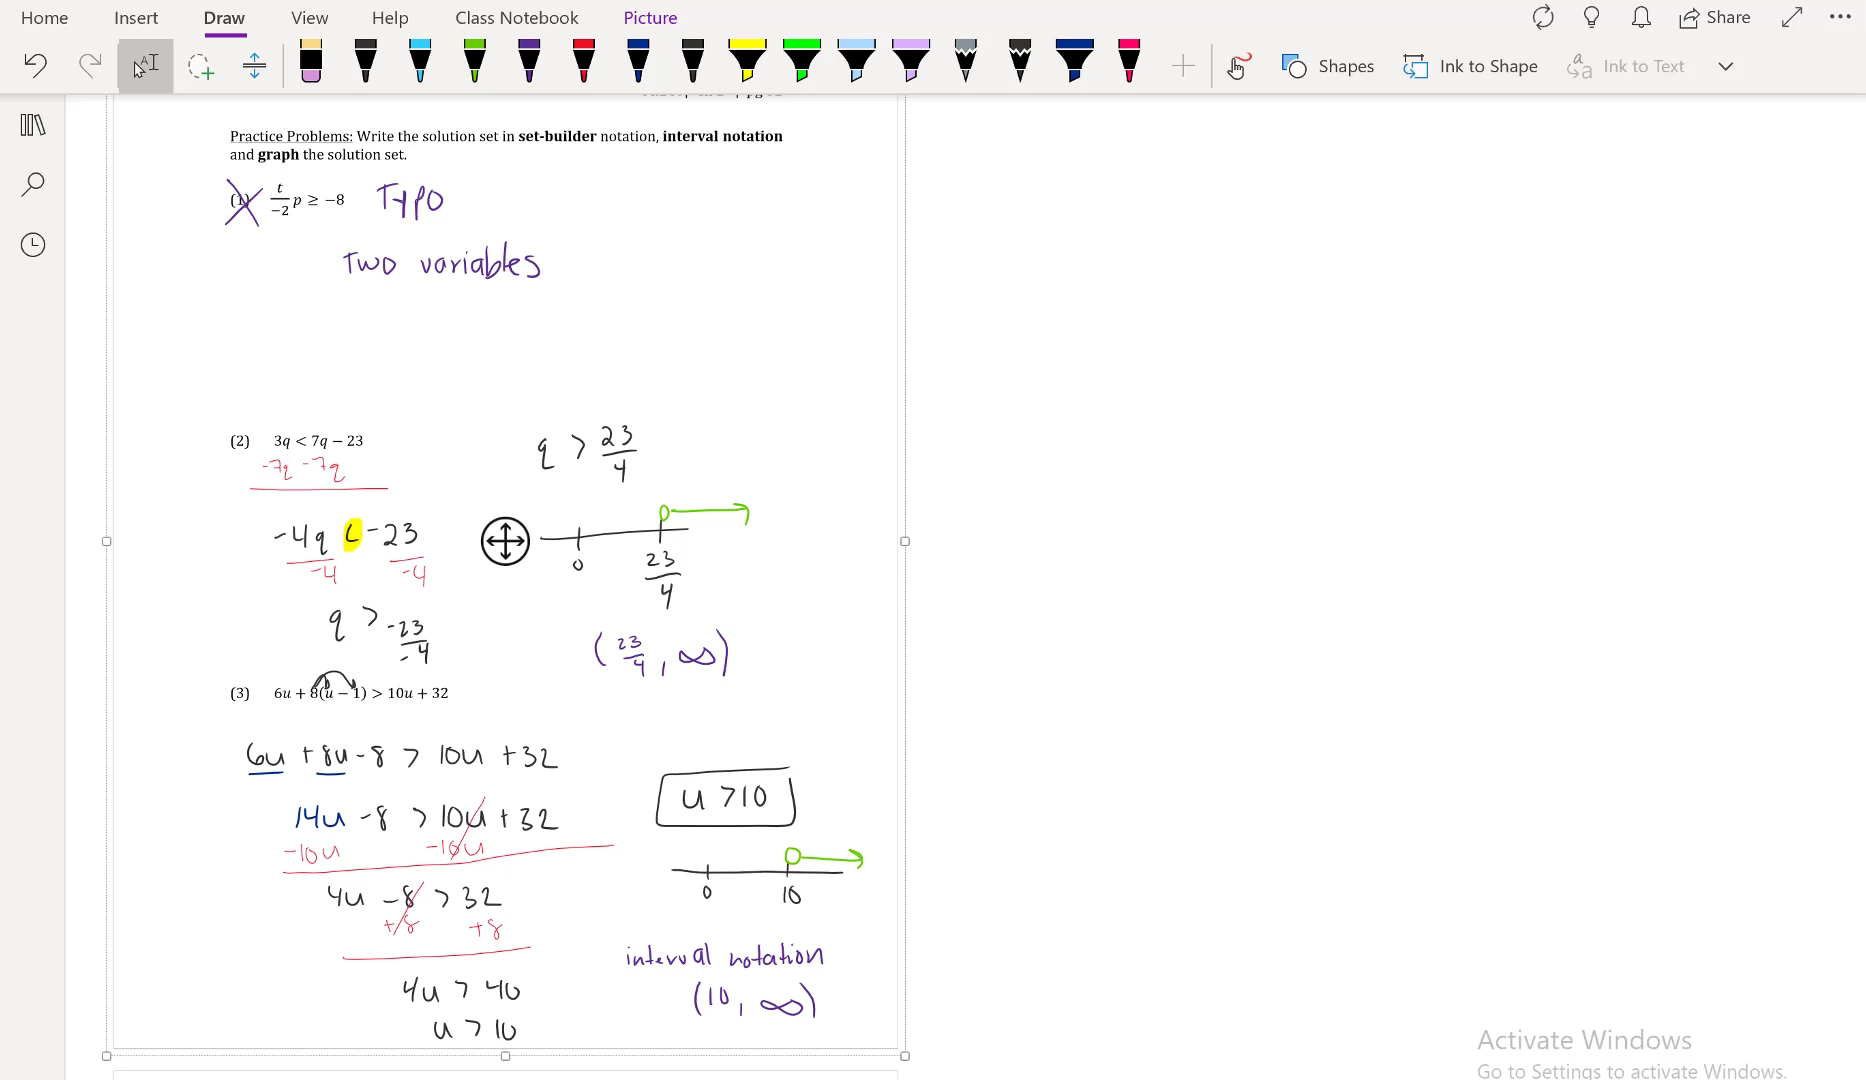 Home Insert Draw View Help Class Notebook Picture Share
Shapes Ink to Shape Ink to Text
Practice Problems: Write the solution set in set-builder notation, interval notation
and graph the solution set.
(1) t/-2 p ≥ -8 Typo
Two variables
(2) 3q < 7q - 23
-7q -7q
-4q < -23
-4 -4
q > -23/-4
q > 23/4
0 23/4
(23/4, ∞)
(3) 6u + 8(u - 1) > 10u + 32
6u + 8u - 8 > 10u + 32
14u - 8 > 10u + 32
-10u -10u
4u - 8 > 32
+8 +8
4u > 40
u > 10
u > 10
0 10
interval notation
(10, ∞)
Activate Windows
Go to Settings to activate Windows.